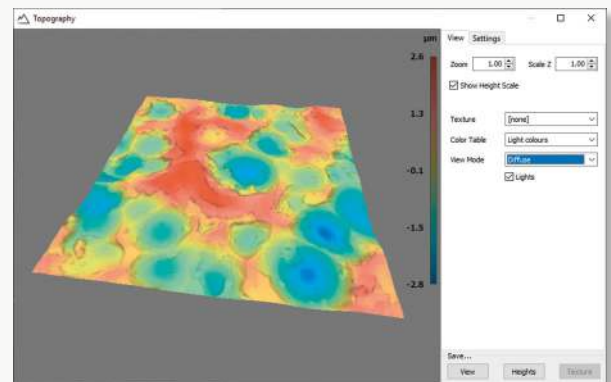 Topography
µm
2.6
1.3
-0.1
-1.5
-2.8
View Settings
Zoom 1.00 Scale Z 1.00
Show Height Scale
Texture [none]
Color Table Light colours
View Mode Diffuse
Lights
Save...
View Heights Texture